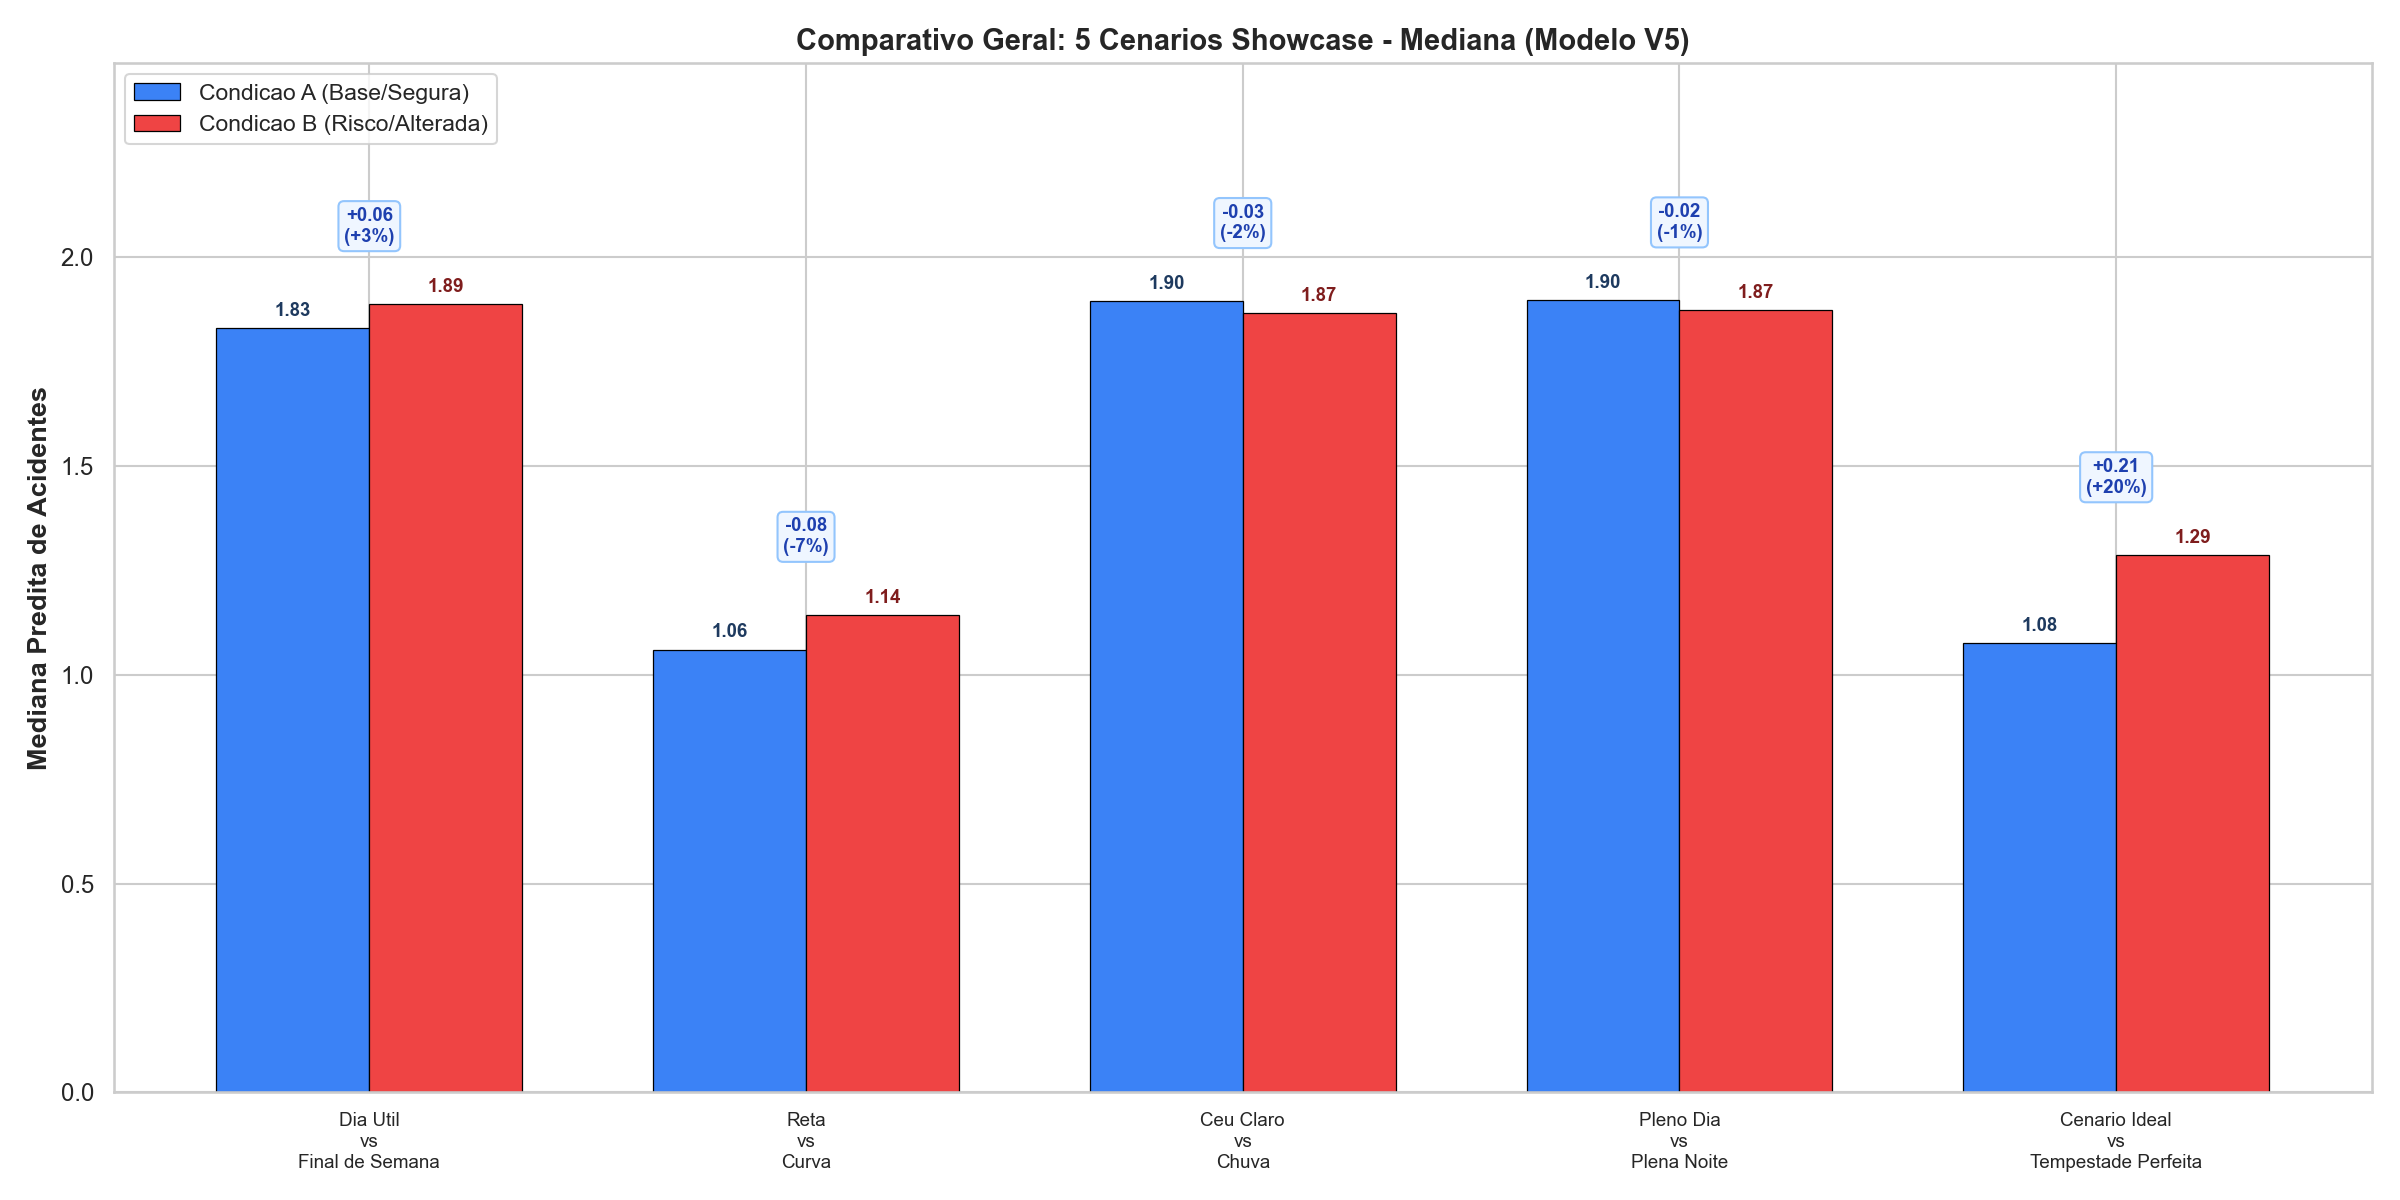 Comparativo Geral: 5 Cenarios Showcase - Mediana (Modelo V5)
Condicao A (Base/Segura)
Condicao B (Risco/Alterada)
Mediana Predita de Acidentes
2.0
1.5
1.0
0.5
0.0
+0.06
(+3%)
1.83
1.89
-0.08
(-7%)
1.06
1.14
-0.03
(-2%)
1.90
1.87
-0.02
(-1%)
1.90
1.87
+0.21
(+20%)
1.08
1.29
Dia Util
vs
Final de Semana
Reta
vs
Curva
Ceu Claro
vs
Chuva
Pleno Dia
vs
Plena Noite
Cenario Ideal
vs
Tempestade Perfeita